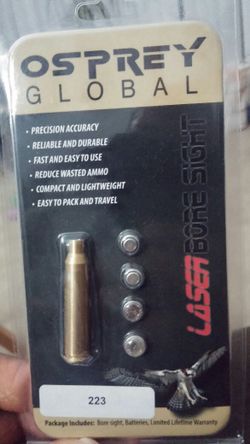 OSPREY
GLOBAL
• PRECISION ACCURACY
• RELIABLE AND DURABLE
• FAST AND EASY TO USE
• REDUCE WASTED AMMO
• COMPACT AND LIGHTWEIGHT
• EASY TO PACK AND TRAVEL
LASER BORE SIGHT
223
Package Includes: Bore sight, Batteries, Limited Lifetime Warranty